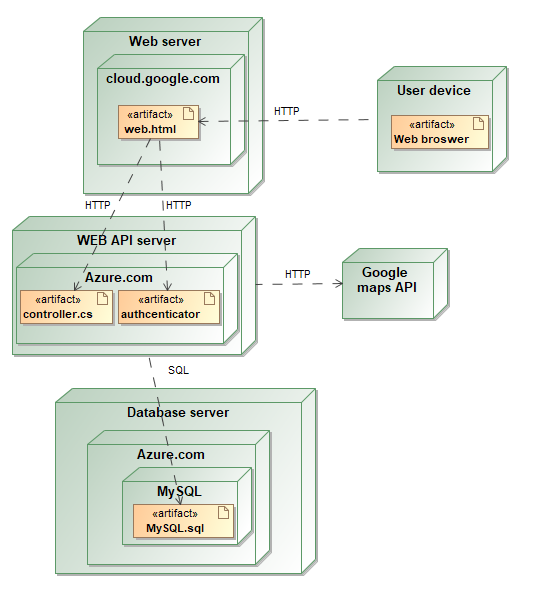 Web server
cloud.google.com
«artifact»
web.html
User device
«artifact»
Web broswer
HTTP
HTTP
HTTP
WEB API server
Azure.com
«artifact»
controller.cs
«artifact»
authcenticator
HTTP
Google
maps API
SQL
Database server
Azure.com
MySQL
«artifact»
MySQL.sql